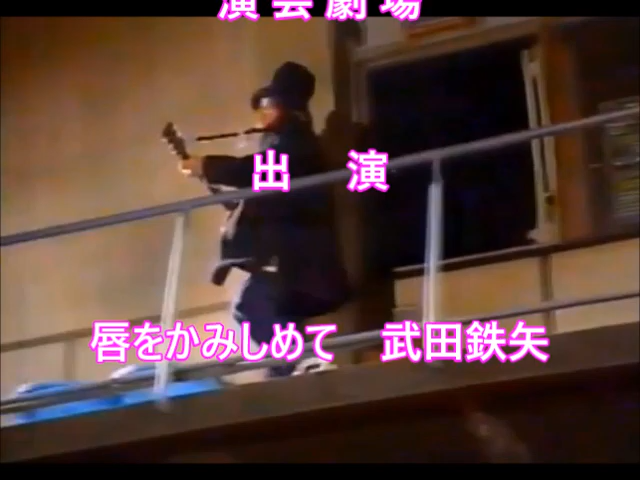 演芸劇場
出　演
唇をかみしめて　武田鉄矢